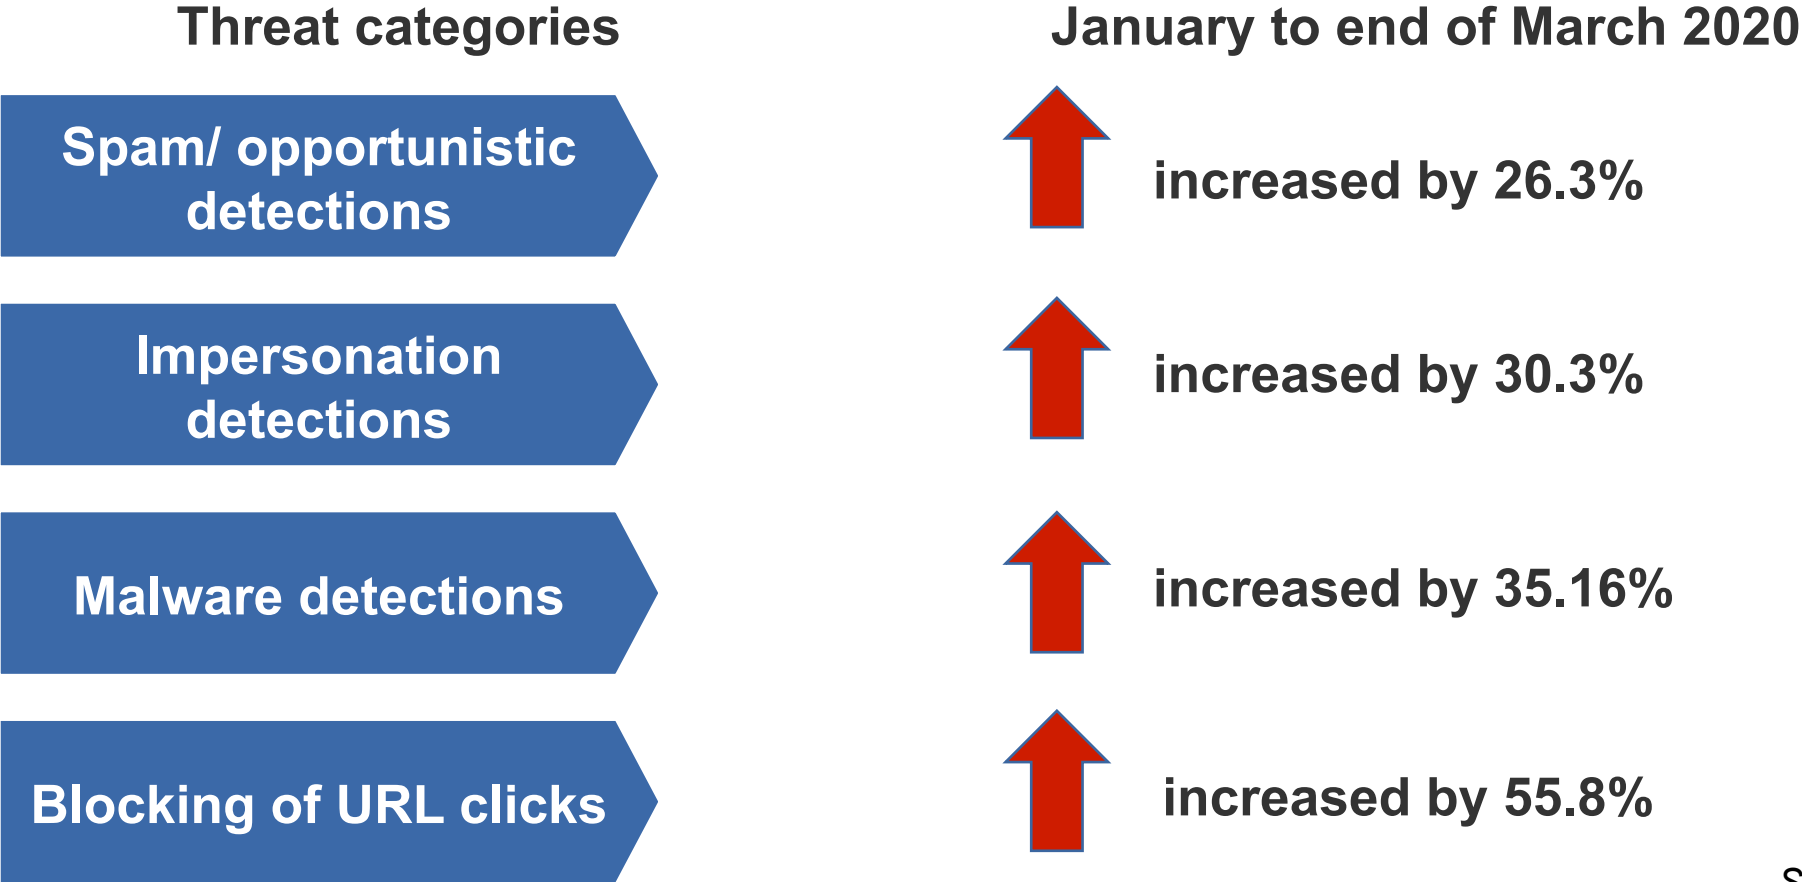 Threat categories
January to end of March 2020
Spam/ opportunistic
detections
increased by 26.3%
Impersonation
detections
increased by 30.3%
Malware detections
increased by 35.16%
Blocking of URL clicks
increased by 55.8%